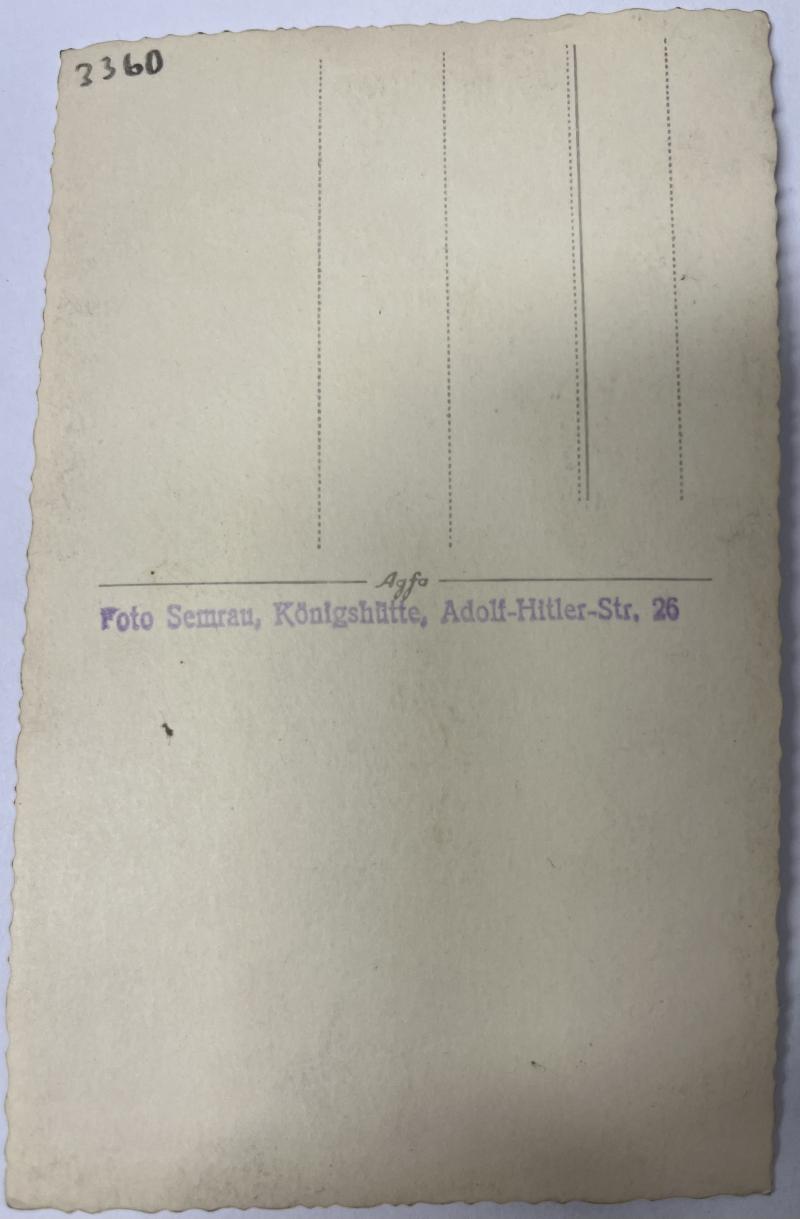 3360
Agfa
Foto Semrau, Königshütte, Adolf-Hitler-Str. 26